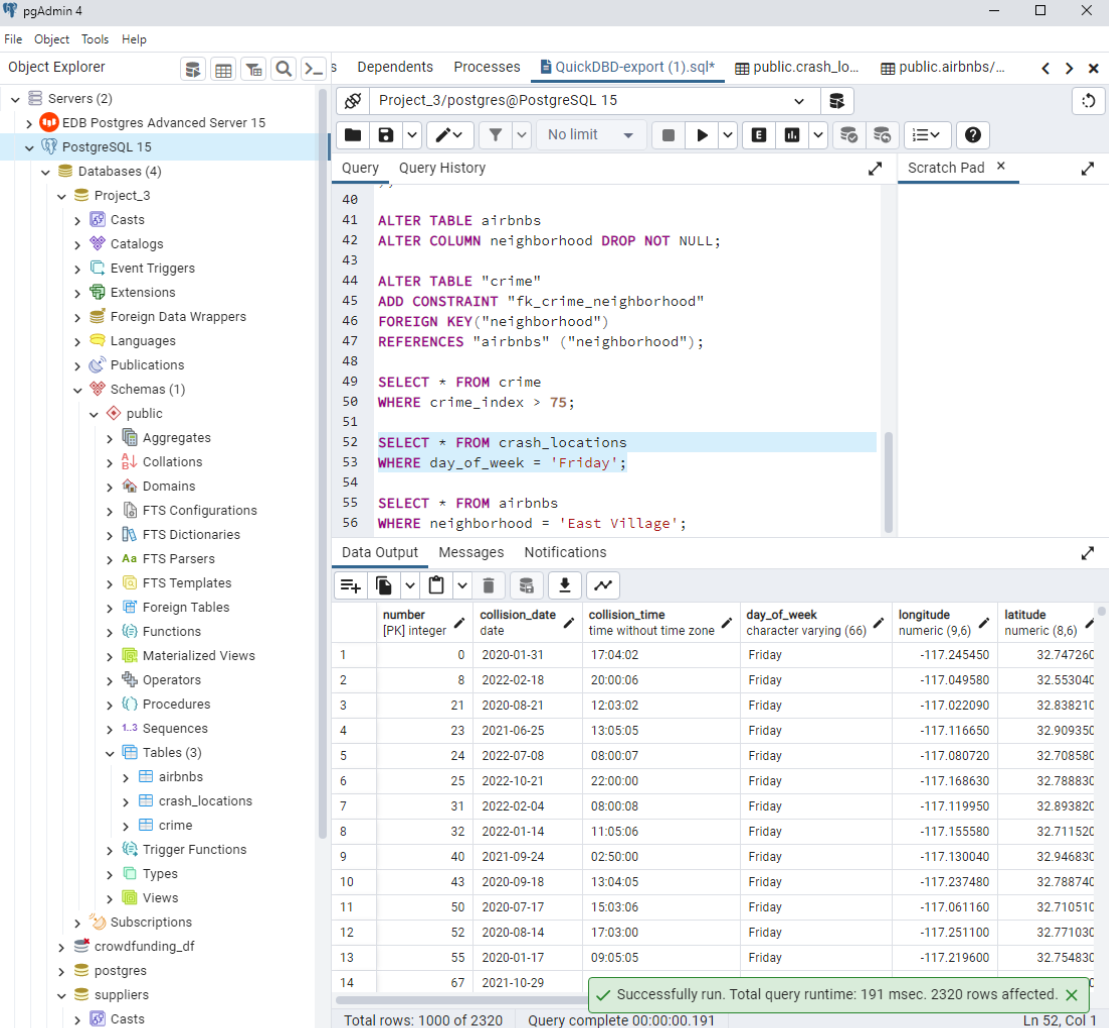 pgAdmin 4
File Object Tools Help
Object Explorer
Servers (2)
EDB Postgres Advanced Server 15
PostgreSQL 15
Databases (4)
Project_3
Casts
Catalogs
Event Triggers
Extensions
Foreign Data Wrappers
Languages
Publications
Schemas (1)
public
Aggregates
Collations
Domains
FTS Configurations
FTS Dictionaries
Aa FTS Parsers
FTS Templates
Foreign Tables
Functions
Materialized Views
Operators
Procedures
1..3 Sequences
Tables (3)
airbnbs
crash_locations
crime
Trigger Functions
Types
Views
Subscriptions
crowdfunding_df
postgres
suppliers
Casts
s Dependents Processes QuickDBD-export (1).sql* public.crash_lo... public.airbnbs/...
Project_3/postgres@PostgreSQL 15
No limit E
Query Query History Scratch Pad
40
41 ALTER TABLE airbnbs
42 ALTER COLUMN neighborhood DROP NOT NULL;
43
44 ALTER TABLE "crime"
45 ADD CONSTRAINT "fk_crime_neighborhood"
46 FOREIGN KEY("neighborhood")
47 REFERENCES "airbnbs" ("neighborhood");
48
49 SELECT * FROM crime
50 WHERE crime_index > 75;
51
52 SELECT * FROM crash_locations
53 WHERE day_of_week = 'Friday';
54
55 SELECT * FROM airbnbs
56 WHERE neighborhood = 'East Village';
Data Output Messages Notifications
number collision_date collision_time day_of_week longitude latitude
[PK] integer date time without time zone character varying (66) numeric (9,6) numeric (8,6)
1 0 2020-01-31 17:04:02 Friday -117.245450 32.747260
2 8 2022-02-18 20:00:06 Friday -117.049580 32.553040
3 21 2020-08-21 12:03:02 Friday -117.022090 32.838210
4 23 2021-06-25 13:05:05 Friday -117.116650 32.909350
5 24 2022-07-08 08:00:07 Friday -117.080720 32.708580
6 25 2022-10-21 22:00:00 Friday -117.168630 32.788830
7 31 2022-02-04 08:00:08 Friday -117.119950 32.893820
8 32 2022-01-14 11:05:06 Friday -117.155580 32.711520
9 40 2021-09-24 02:50:00 Friday -117.130040 32.946830
10 43 2020-09-18 13:04:05 Friday -117.237480 32.788740
11 50 2020-07-17 15:03:06 Friday -117.061160 32.710510
12 52 2020-08-14 17:03:00 Friday -117.251100 32.771030
13 55 2020-01-17 09:05:05 Friday -117.219600 32.754830
14 67 2021-10-29
Successfully run. Total query runtime: 191 msec. 2320 rows affected.
Total rows: 1000 of 2320 Query complete 00:00:00.191 Ln 52, Col 1